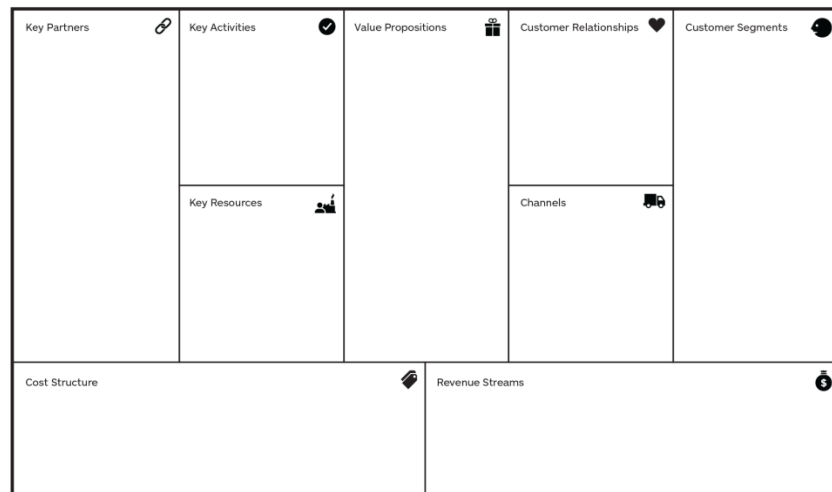 Key Partners
Key Activities
Value Propositions
Customer Relationships
Customer Segments
Key Resources
Channels
Cost Structure
Revenue Streams
$